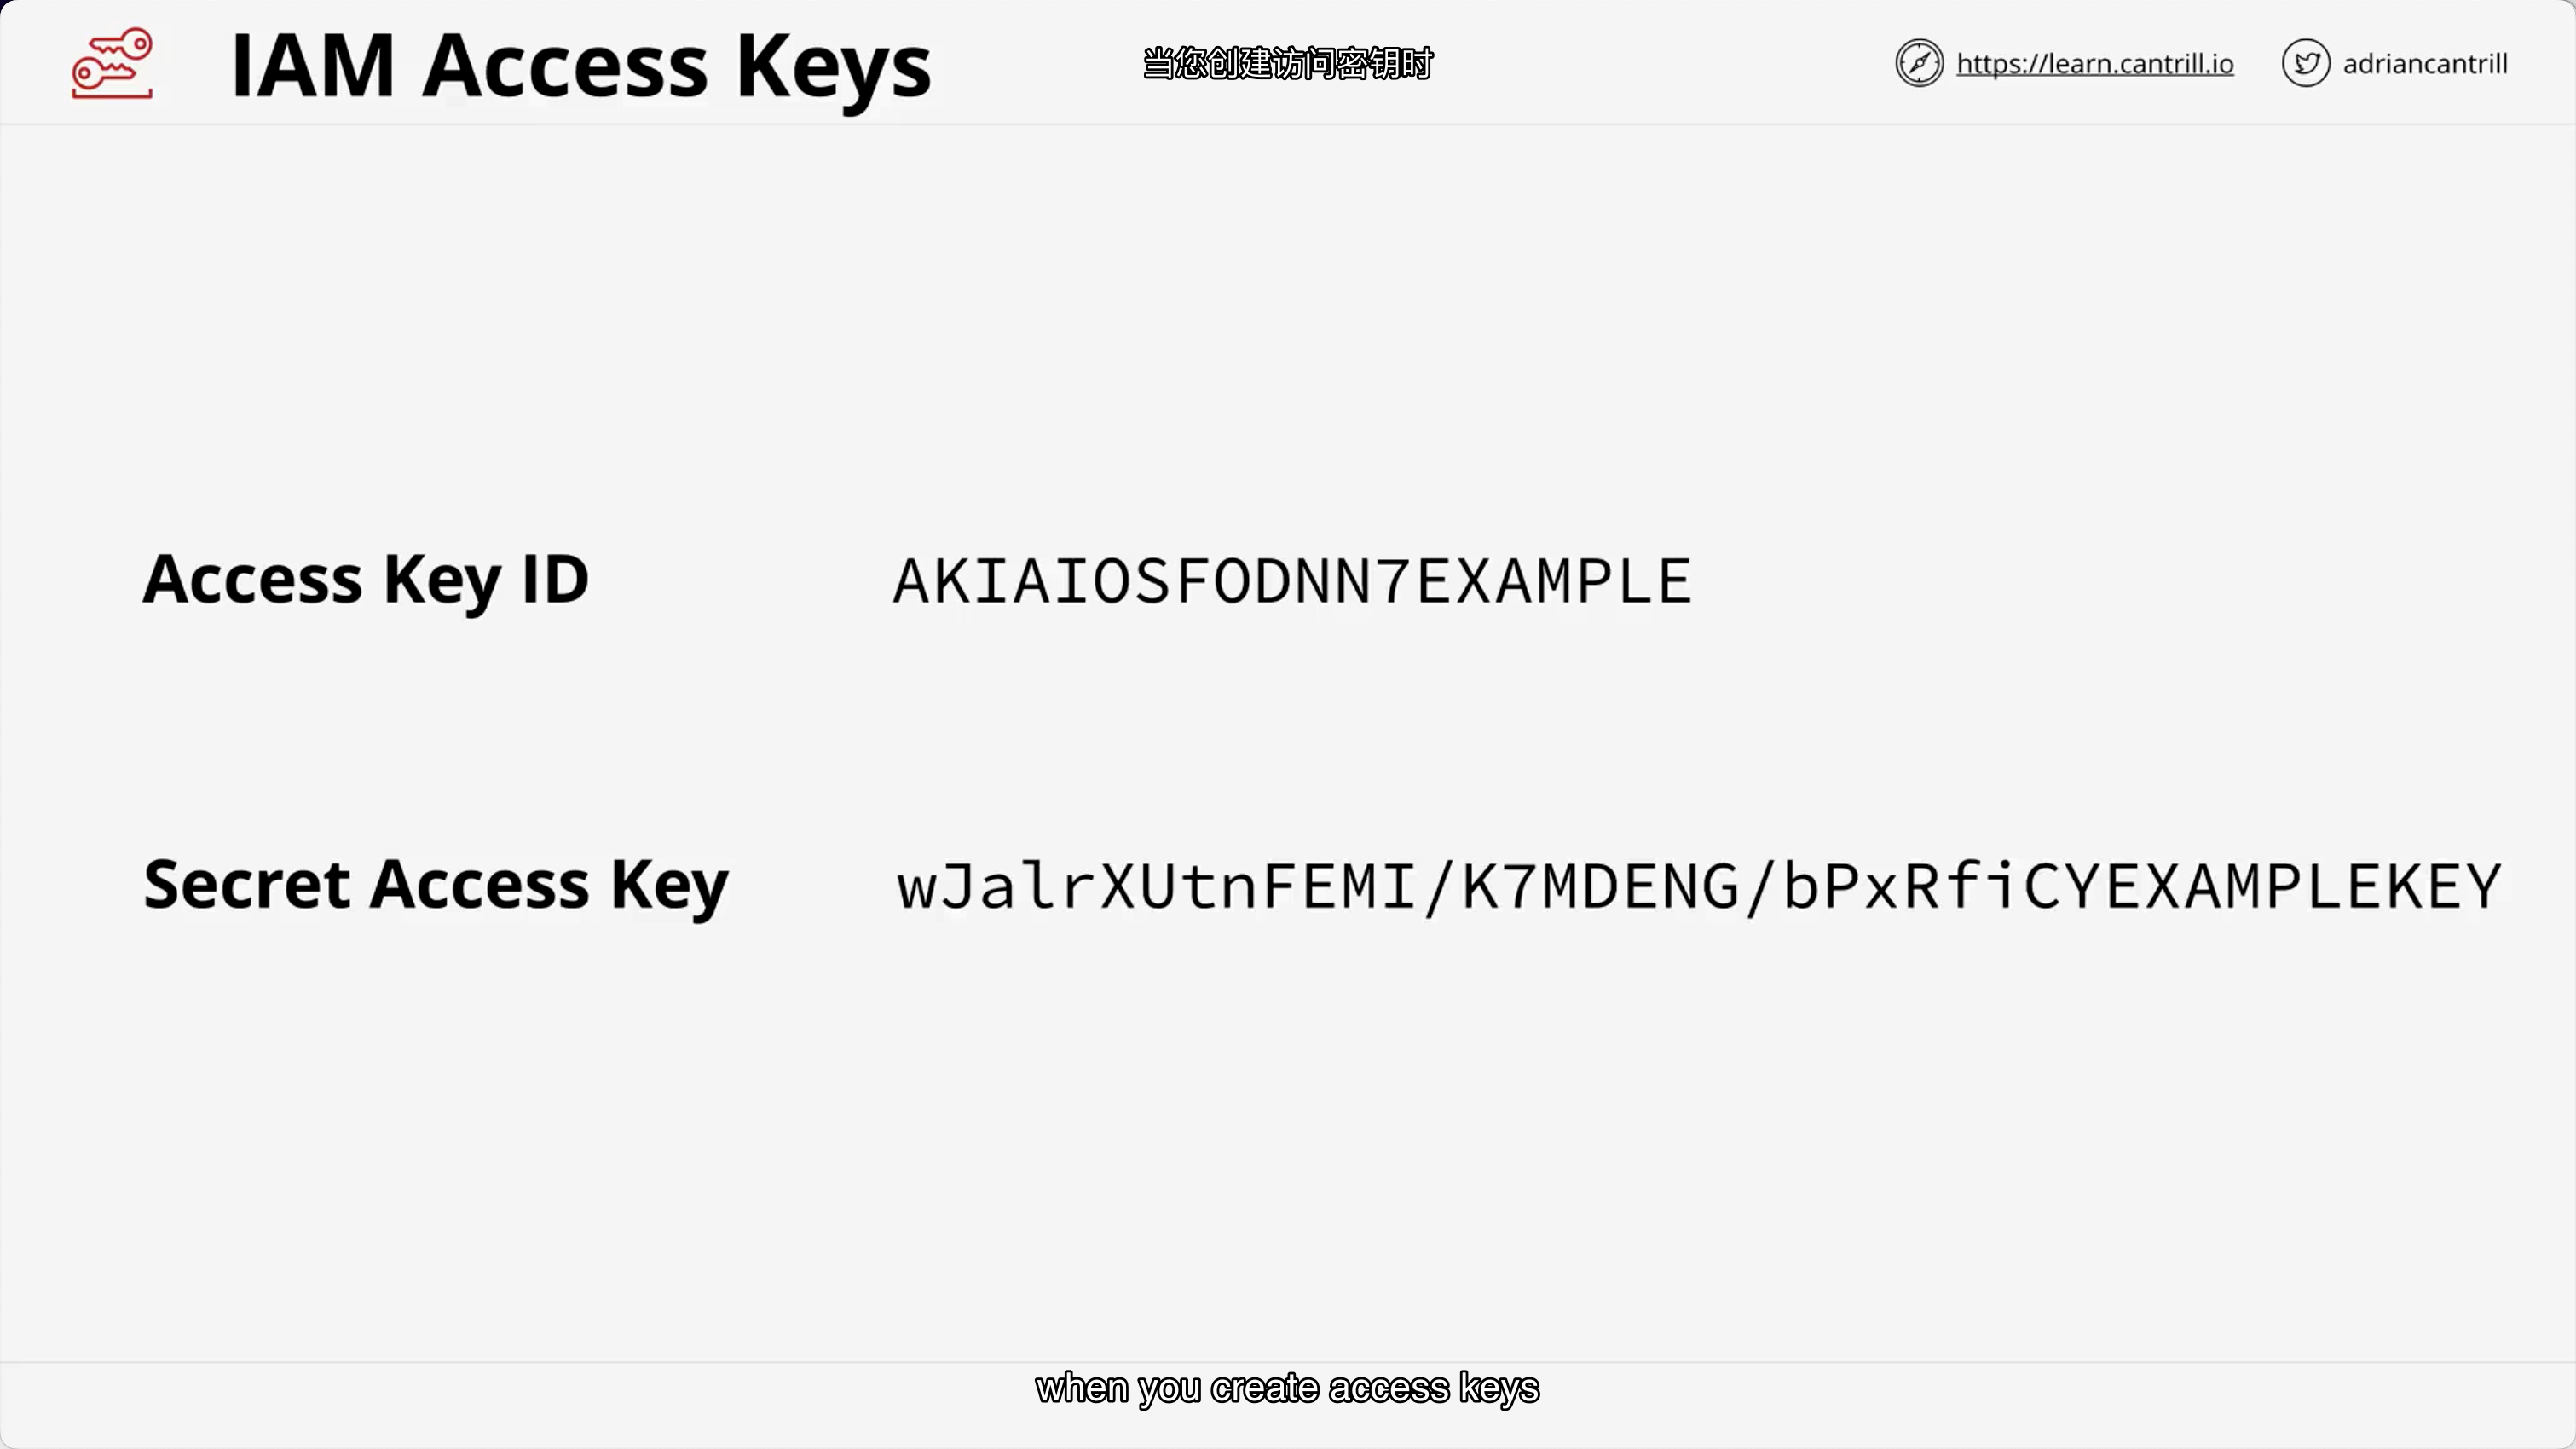 IAM Access Keys
当您创建访问密钥时
https://learn.cantrill.io
adriancantrill
Access Key ID AKIAIOSFODNN7EXAMPLE
Secret Access Key wJalrXUtnFEMI/K7MDENG/bPxRfiCYEXAMPLEKEY
when you create access keys